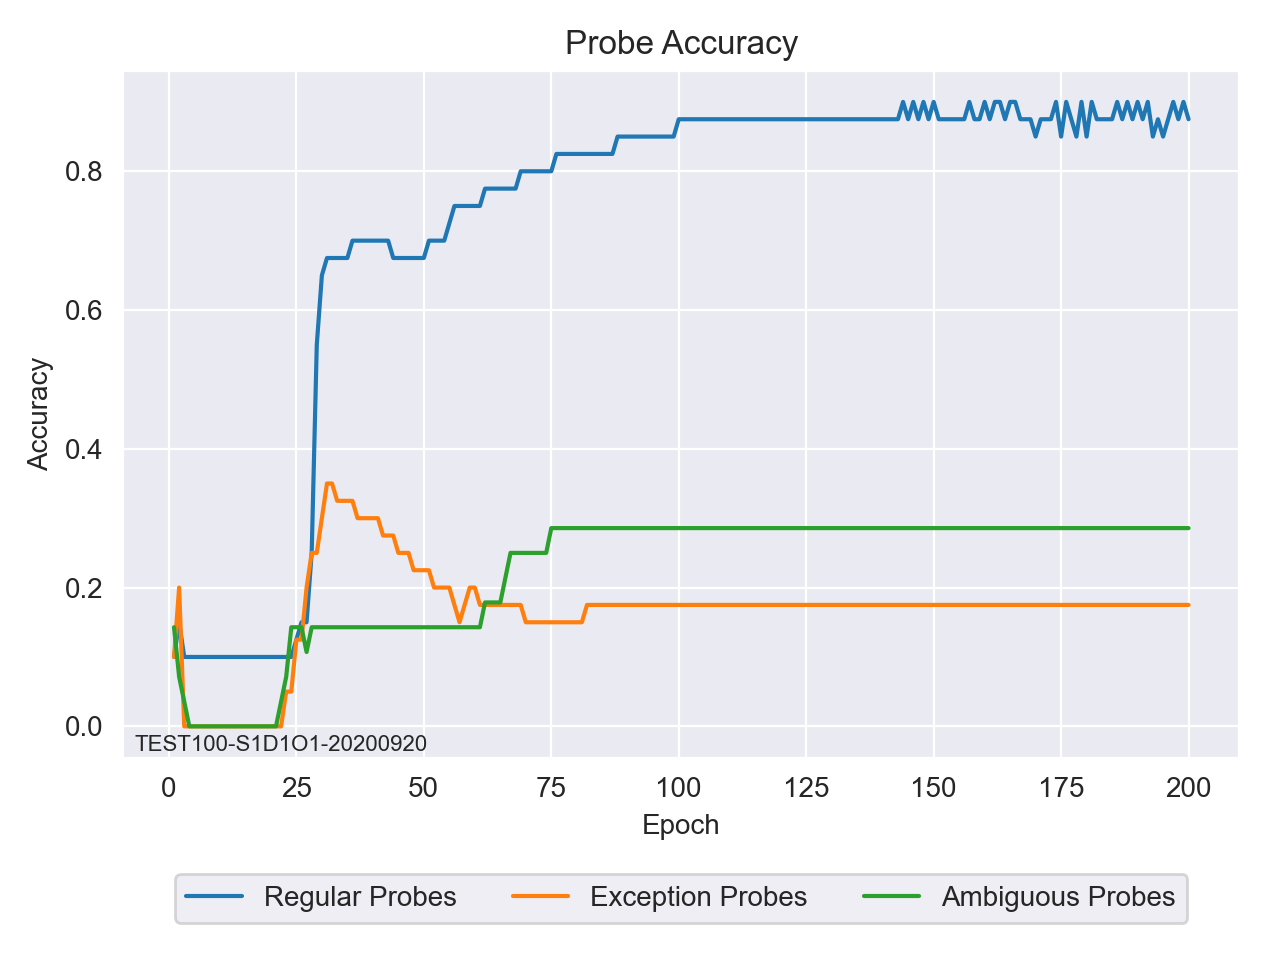 Probe Accuracy
Accuracy
0.8
0.6
0.4
0.2
0.0
TEST100-S1D1O1-20200920
0 25 50 75 100 125 150 175 200
Epoch
Regular Probes Exception Probes Ambiguous Probes